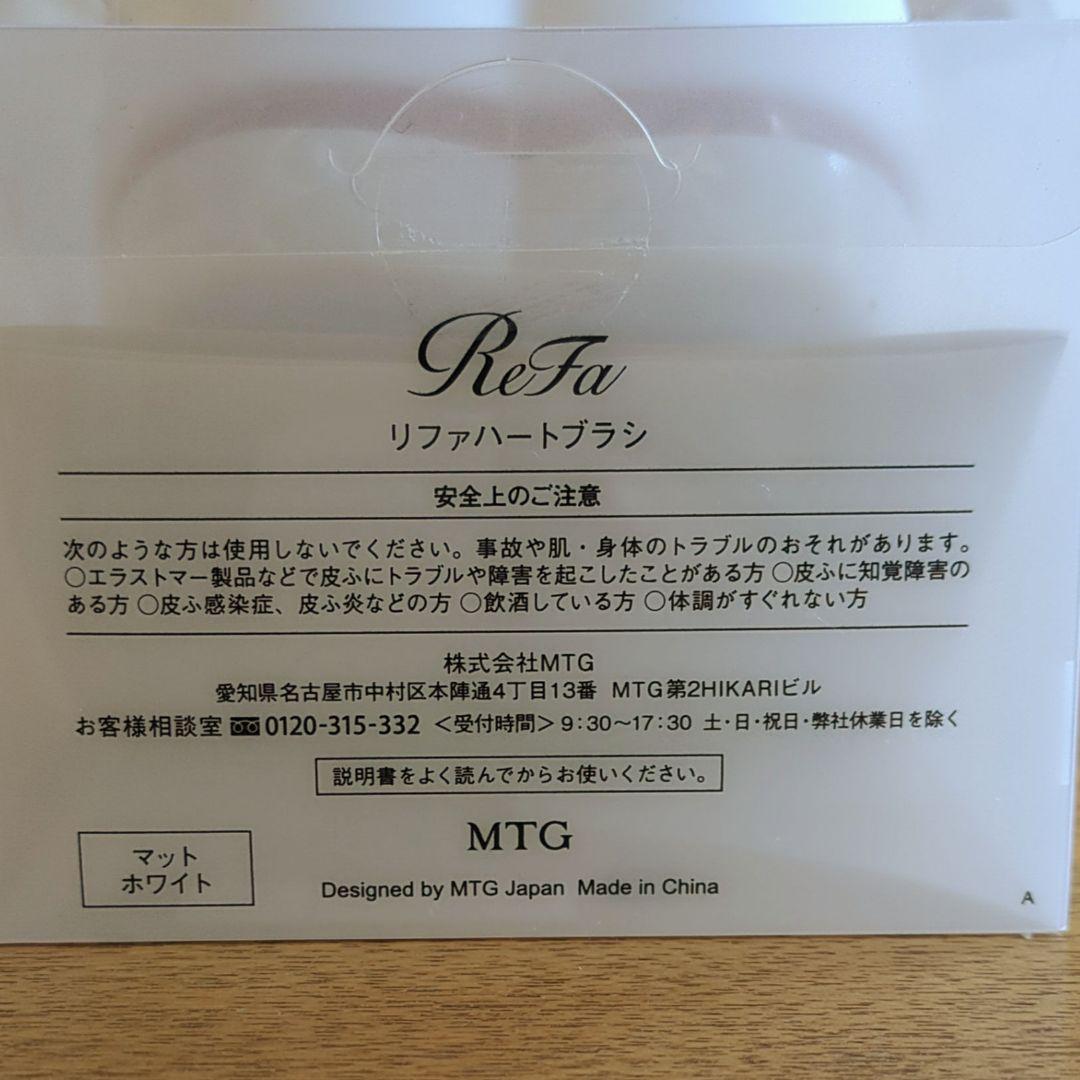 ReFa
リファハートブラシ
安全上のご注意
次のような方は使用しないでください。事故や肌・身体のトラブルのおそれがあります。
○エラストマー製品などで皮ふにトラブルや障害を起こしたことがある方 ○皮ふに知覚障害の
ある方 ○皮ふ感染症、皮ふ炎などの方 ○飲酒している方 ○体調がすぐれない方
株式会社MTG
愛知県名古屋市中村区本陣通4丁目13番 MTG第2HIKARIビル
お客様相談室 0120-315-332 <受付時間> 9:30~17:30 土・日・祝日・弊社休業日を除く
説明書をよく読んでからお使いください。
MTG
マット
ホワイト
Designed by MTG Japan Made in China
A